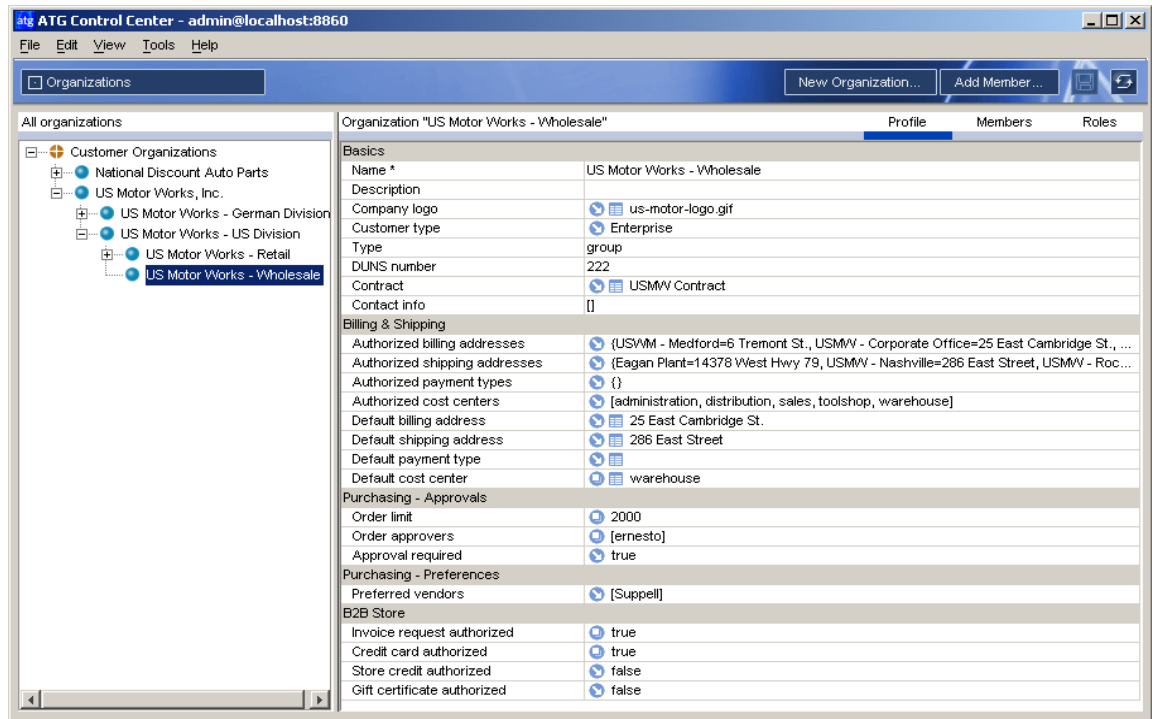 atg ATG Control Center - admin@localhost:8860
File Edit View Tools Help
Organizations New Organization... Add Member...
All organizations
Customer Organizations
National Discount Auto Parts
US Motor Works, Inc.
US Motor Works - German Division
US Motor Works - US Division
US Motor Works - Retail
US Motor Works - Wholesale
Organization "US Motor Works - Wholesale" Profile Members Roles
Basics
Name * US Motor Works - Wholesale
Description
Company logo us-motor-logo.gif
Customer type Enterprise
Type group
DUNS number 222
Contract USMW Contract
Contact info []
Billing & Shipping
Authorized billing addresses {USWM - Medford=6 Tremont St., USMW - Corporate Office=25 East Cambridge St., ...
Authorized shipping addresses {Eagan Plant=14378 West Hwy 79, USMW - Nashville=286 East Street, USMW - Roc...
Authorized payment types {}
Authorized cost centers [administration, distribution, sales, toolshop, warehouse]
Default billing address 25 East Cambridge St.
Default shipping address 286 East Street
Default payment type
Default cost center warehouse
Purchasing - Approvals
Order limit 2000
Order approvers [ernesto]
Approval required true
Purchasing - Preferences
Preferred vendors [Suppell]
B2B Store
Invoice request authorized true
Credit card authorized true
Store credit authorized false
Gift certificate authorized false